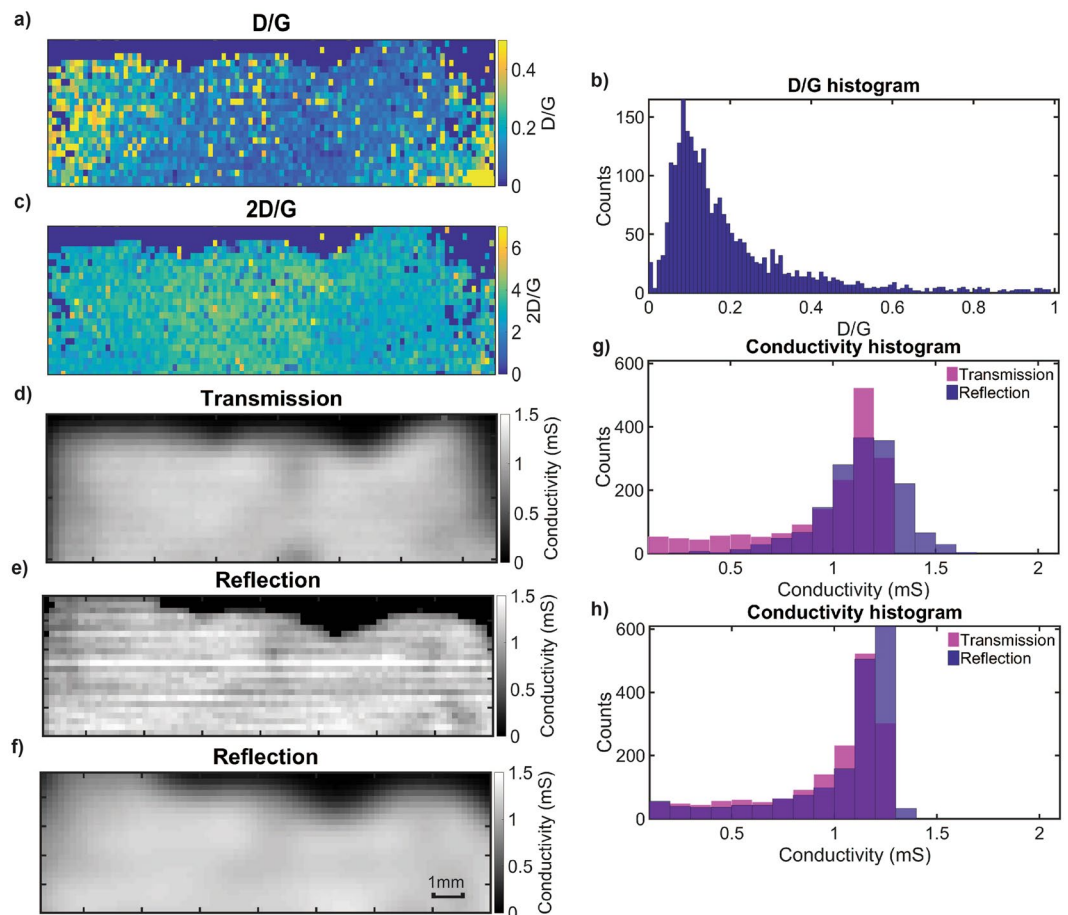 a)
D/G
0.4
0.2
0
D/G
b)
D/G histogram
150
100
50
0
Counts
0
0.2
0.4
0.6
0.8
1
D/G
c)
2D/G
6
4
2
0
2D/G
d)
Transmission
1.5
1
0.5
0
Conductivity (mS)
g)
Conductivity histogram
Transmission
Reflection
600
400
200
0
Counts
0.5
1
1.5
2
Conductivity (mS)
e)
Reflection
1.5
1
0.5
0
Conductivity (mS)
h)
Conductivity histogram
Transmission
Reflection
600
400
200
0
Counts
0.5
1
1.5
2
Conductivity (mS)
f)
Reflection
1.5
1
0.5
0
Conductivity (mS)
1mm